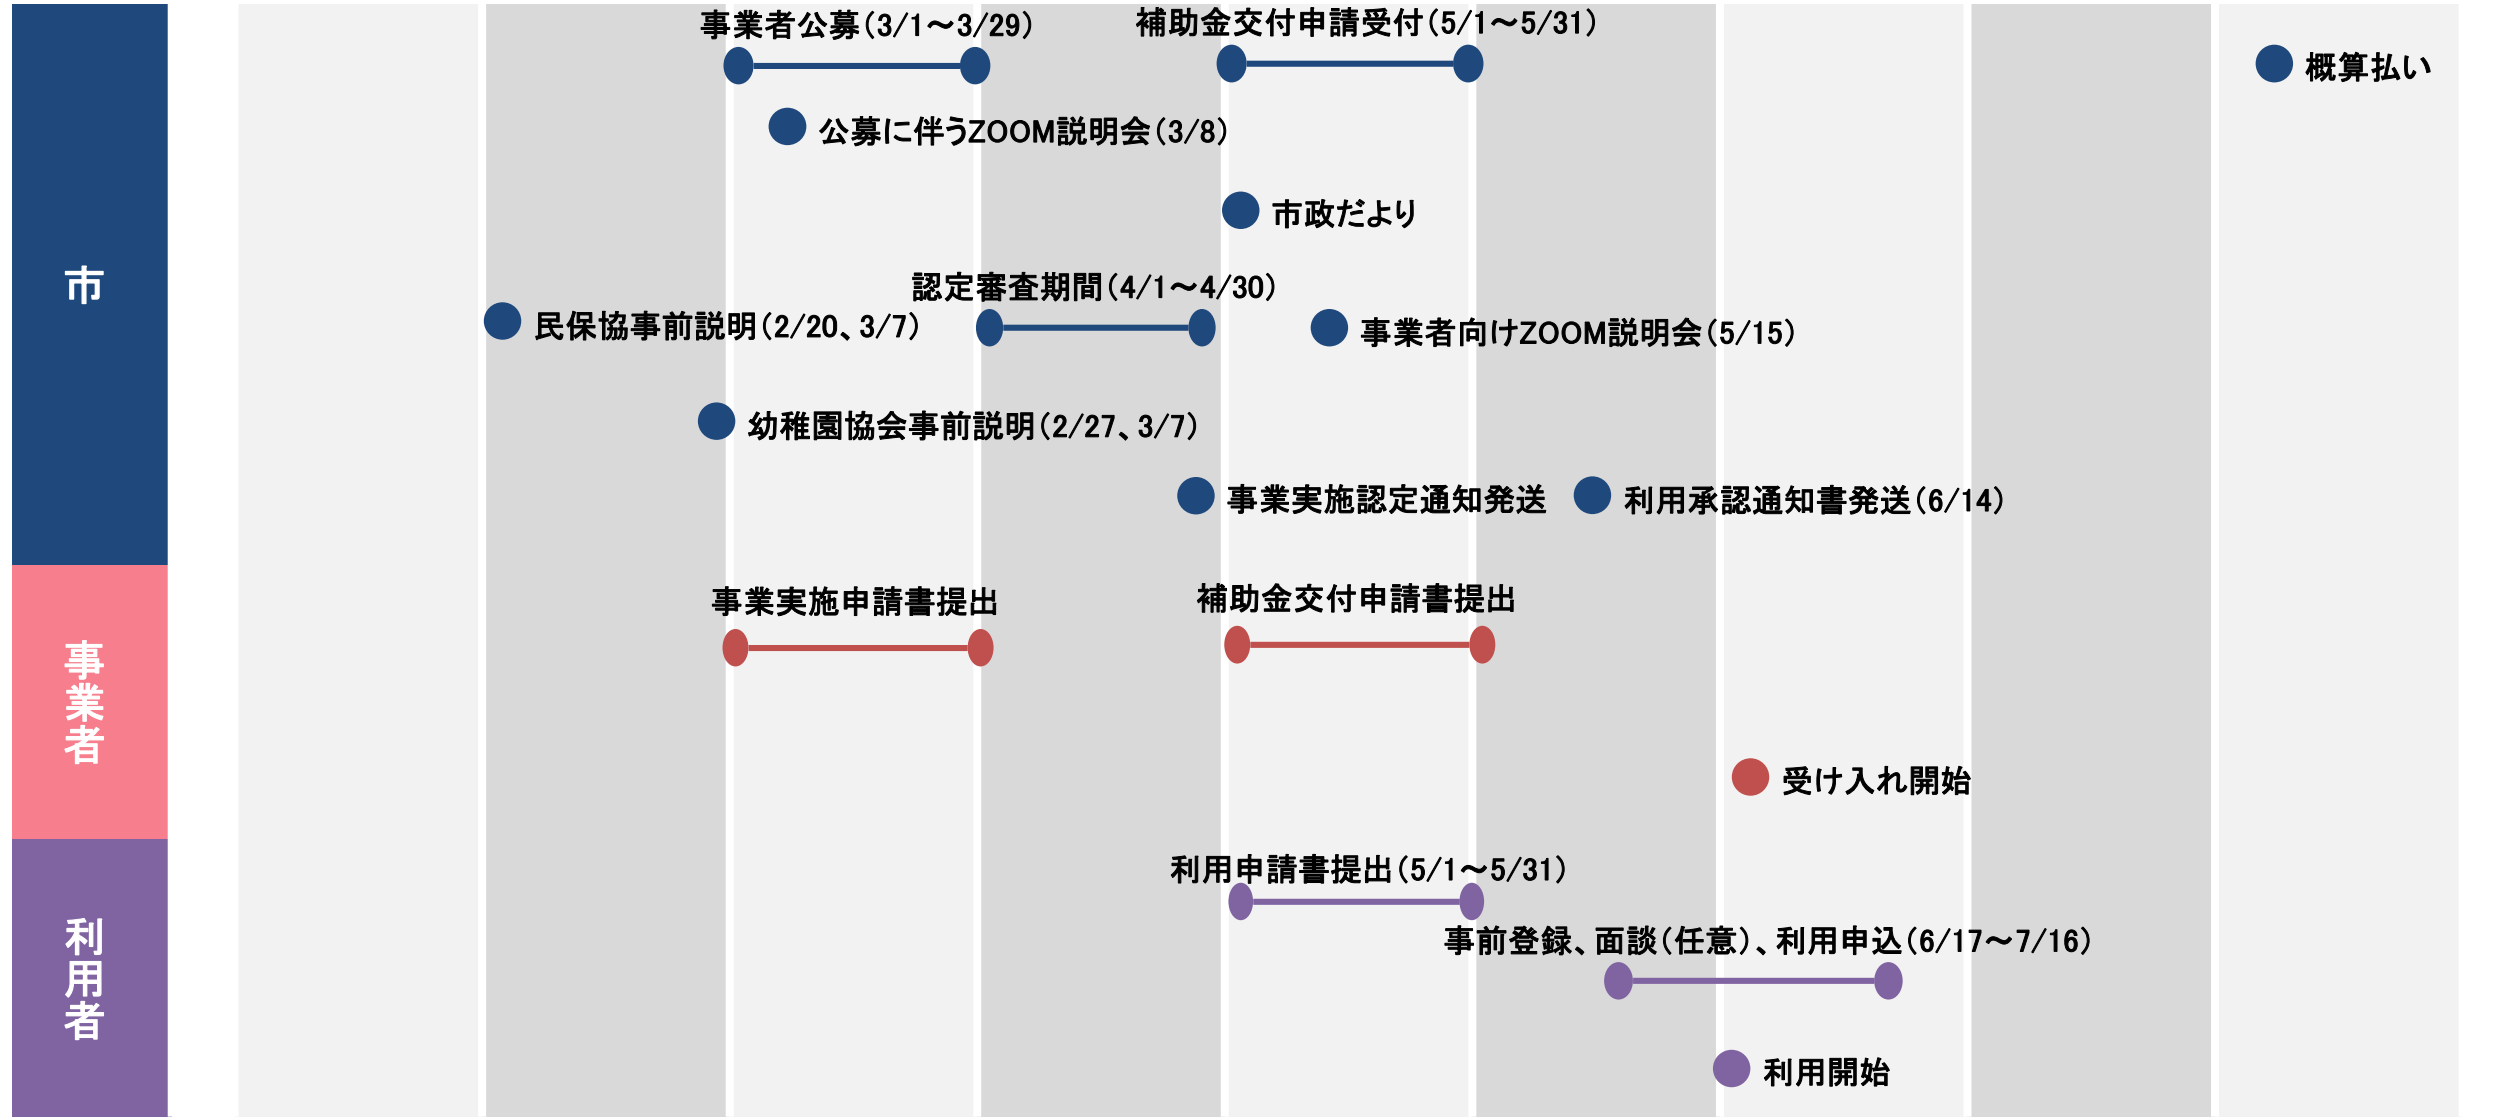 市
事業者公募(3/1～3/29)
補助金交付申請受付(5/1～5/31)
概算払い
公募に伴うZOOM説明会(3/8)
市政だより
認定審査期間(4/1～4/30)
民保協事前説明(2/20、3/7)
事業者向けZOOM説明会(5/15)
幼稚園協会事前説明(2/27、3/7)
事業実施認定通知発送
利用承認通知書発送(6/14)
事業者
事業実施申請書提出
補助金交付申請書提出
受け入れ開始
利用者
利用申請書提出(5/1～5/31)
事前登録、面談(任意)、利用申込(6/17～7/16)
利用開始